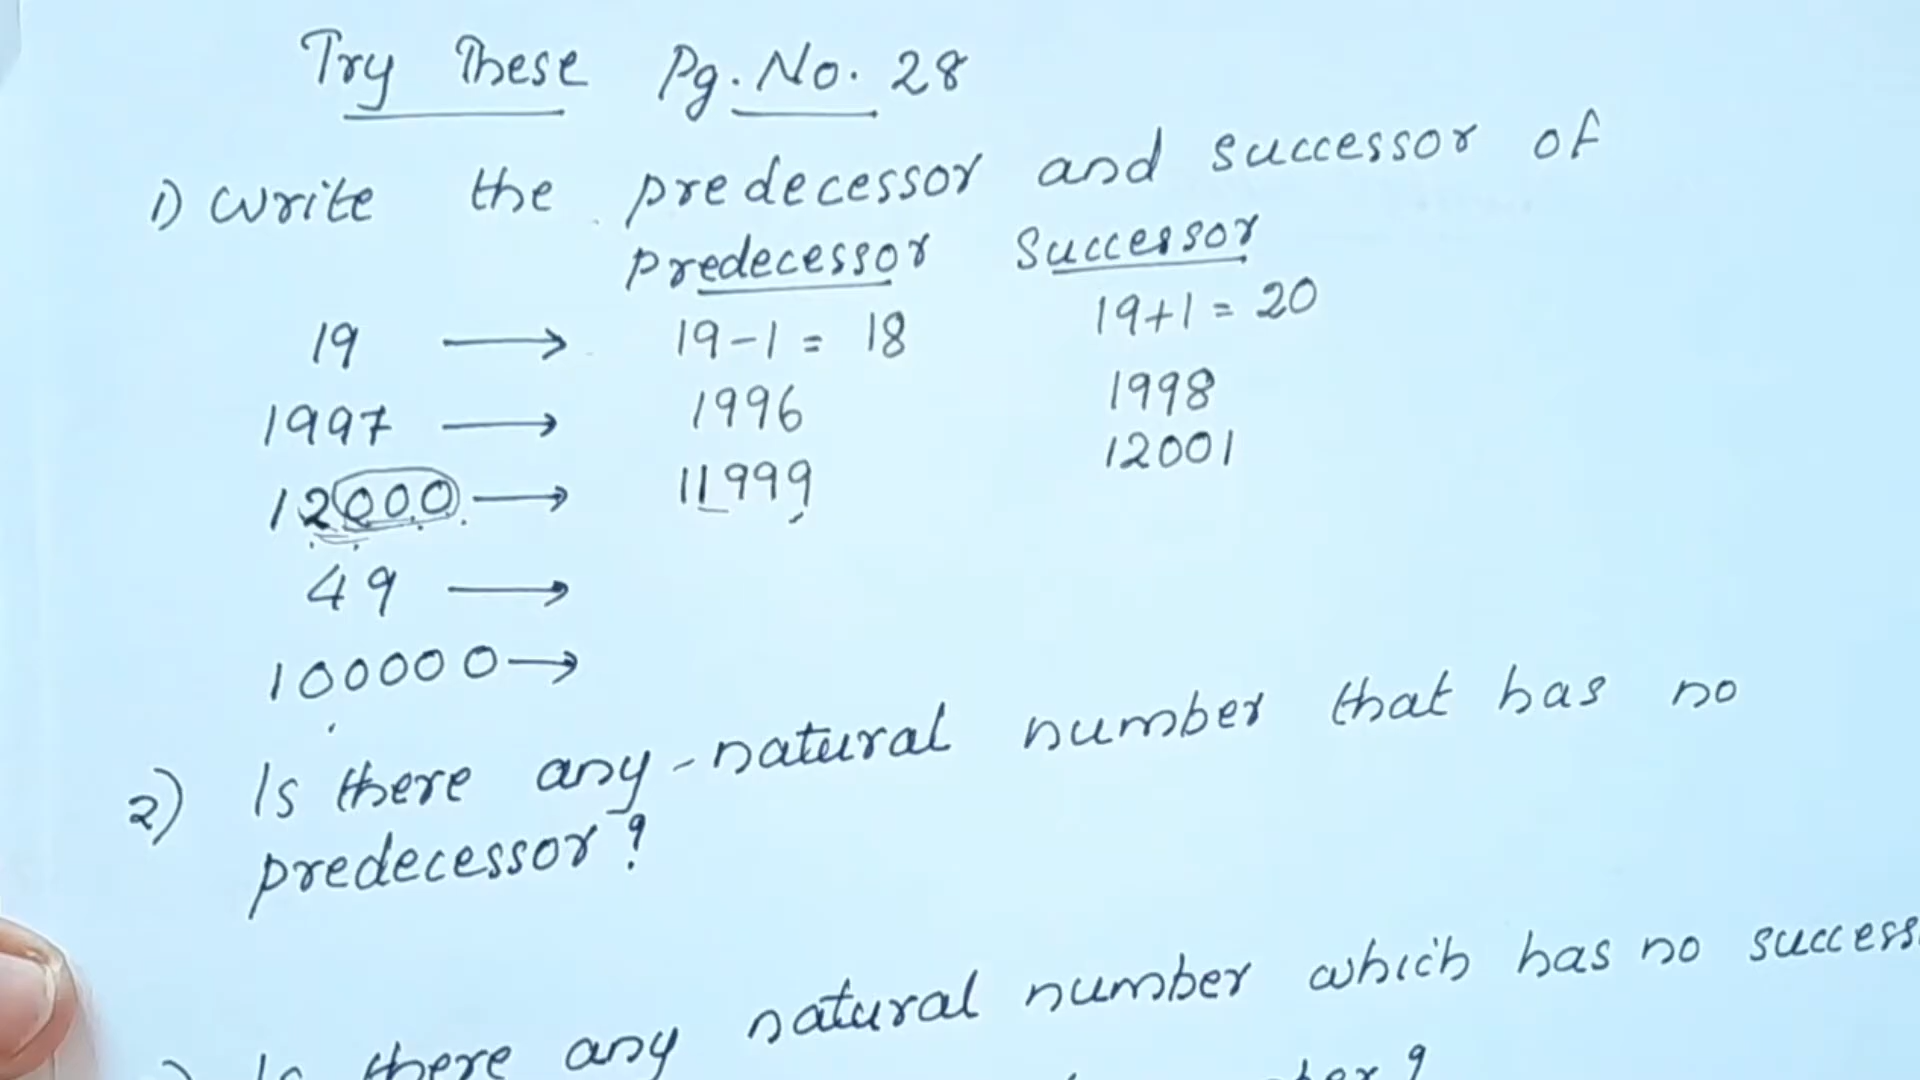 Try These Pg. No. 28
1) Write the predecessor and successor of
Predecessor Successor
19 → 19-1 = 18 19+1 = 20
1997 → 1996 1998
12000 → 11999 12001
49 →
100000 →
2) Is there any natural number that has no
predecessor?
Is there any natural number which has no